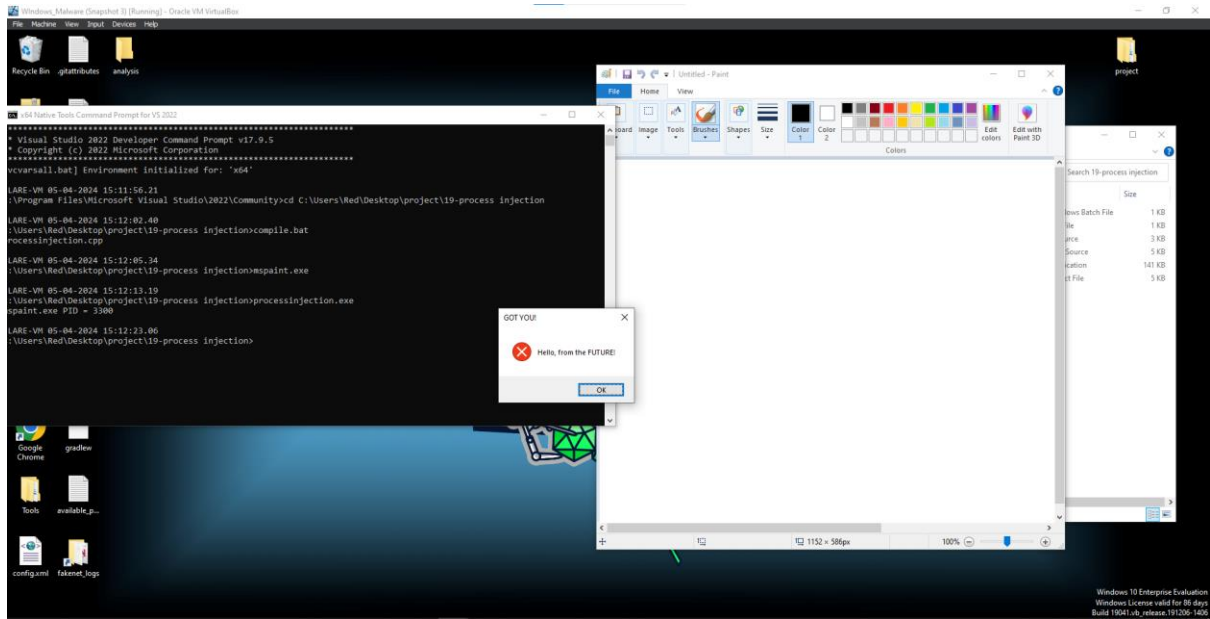 Windows_Malware (Snapshot 3) [Running] - Oracle VM VirtualBox
File Machine View Input Devices Help
Recycle Bin
.gitattributes
analysis
project
x64 Native Tools Command Prompt for VS 2022
**********************************************************************
* Visual Studio 2022 Developer Command Prompt v17.9.5
* Copyright (c) 2022 Microsoft Corporation
**********************************************************************
vcvarsall.bat] Environment initialized for: 'x64'
LARE-VM 05-04-2024 15:11:56.21
:\Program Files\Microsoft Visual Studio\2022\Community>cd C:\Users\Red\Desktop\project\19-process injection
LARE-VM 05-04-2024 15:12:02.40
:\Users\Red\Desktop\project\19-process injection>compile.bat
rocessinjection.cpp
LARE-VM 05-04-2024 15:12:05.34
:\Users\Red\Desktop\project\19-process injection>mspaint.exe
LARE-VM 05-04-2024 15:12:13.19
:\Users\Red\Desktop\project\19-process injection>processinjection.exe
spaint.exe PID = 3300
LARE-VM 05-04-2024 15:12:23.06
:\Users\Red\Desktop\project\19-process injection>
Untitled - Paint
File Home View
oard
Image
Tools
Brushes
Shapes
Size
Color 1
Color 2
Edit colors
Edit with Paint 3D
Colors
1152 × 586px
100%
GOT YOU!
Hello, from the FUTURE!
OK
Search 19-process injection
Size
dows Batch File 1 KB
File 1 KB
urce 3 KB
Source 5 KB
ication 141 KB
ct File 5 KB
Google Chrome
gradlew
Tools
available_p...
config.xml
fakenet_logs
Windows 10 Enterprise Evaluation
Windows License valid for 86 days
Build 19041.vb_release.191206-1406